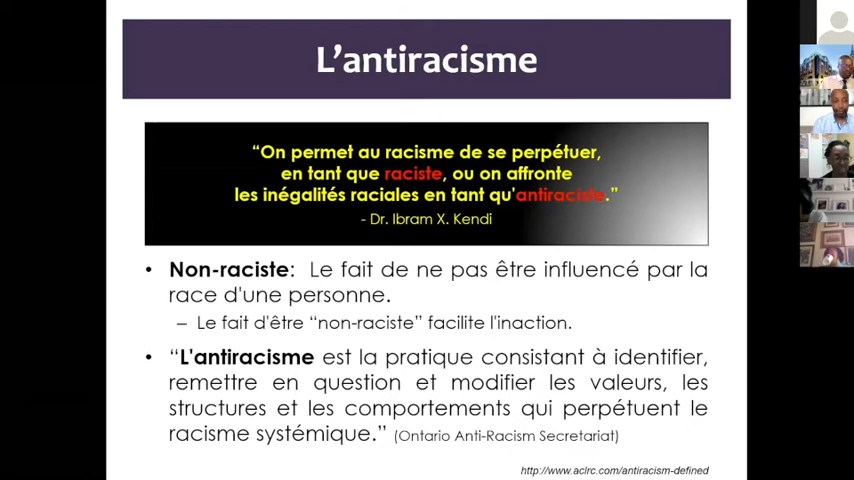 L'antiracisme
“On permet au racisme de se perpétuer,
en tant que raciste, ou on affronte
les inégalités raciales en tant qu'antiraciste.”
- Dr. Ibram X. Kendi
• Non-raciste: Le fait de ne pas être influencé par la
race d'une personne.
– Le fait d'être “non-raciste” facilite l'inaction.
• “L'antiracisme est la pratique consistant à identifier,
remettre en question et modifier les valeurs, les
structures et les comportements qui perpétuent le
racisme systémique.” (Ontario Anti-Racism Secretariat)
http://www.aclrc.com/antiracism-defined